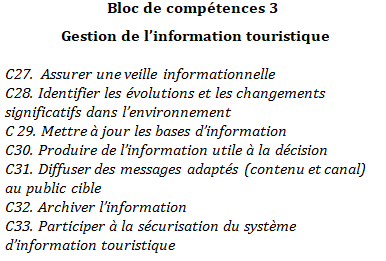 Bloc de compétences 3
Gestion de l'information touristique
C27. Assurer une veille informationnelle
C28. Identifier les évolutions et les changements
significatifs dans l'environnement
C 29. Mettre à jour les bases d'information
C30. Produire de l'information utile à la décision
C31. Diffuser des messages adaptés (contenu et canal)
au public cible
C32. Archiver l'information
C33. Participer à la sécurisation du système
d'information touristique